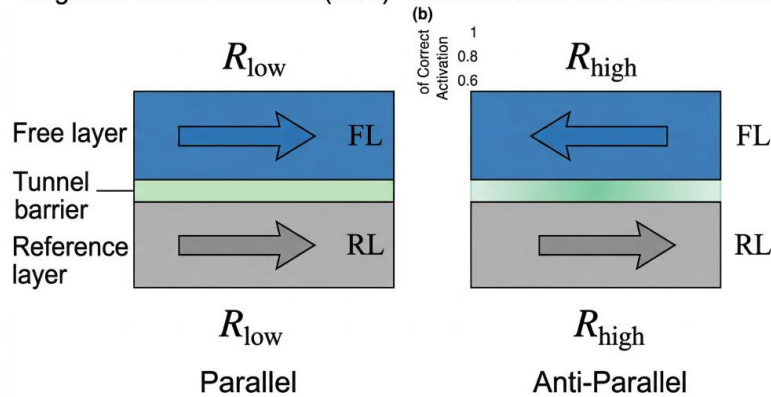 (b)
1
of Correct
Activation
0.8
0.6
R_low
R_high
Free layer
FL
FL
Tunnel
barrier
Reference
layer
RL
RL
R_low
R_high
Parallel
Anti-Parallel